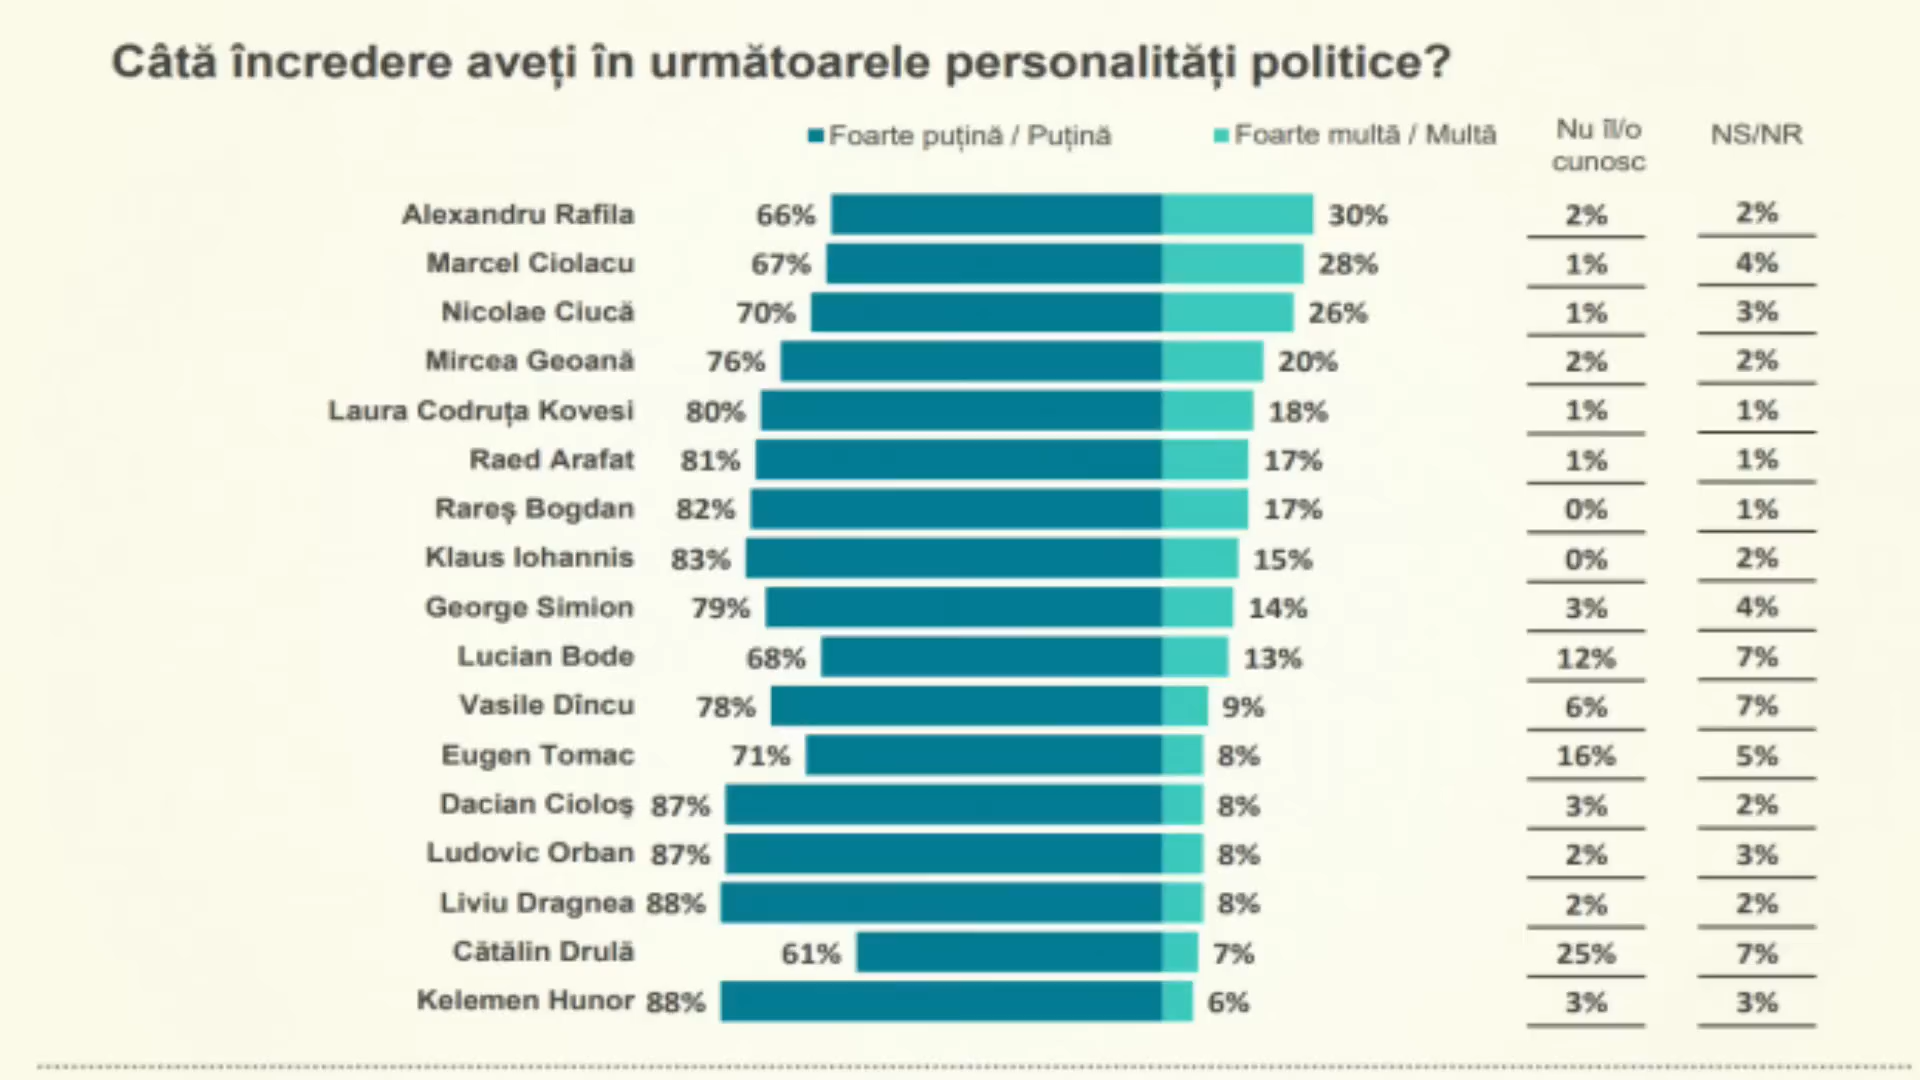 Câtă încredere aveți în următoarele personalități politice?
Foarte puțină / Puțină Foarte multă / Multă Nu îl/o cunosc NS/NR
Alexandru Rafila 66% 30% 2% 2%
Marcel Ciolacu 67% 28% 1% 4%
Nicolae Ciucă 70% 26% 1% 3%
Mircea Geoană 76% 20% 2% 2%
Laura Codruța Kovesi 80% 18% 1% 1%
Raed Arafat 81% 17% 1% 1%
Rareș Bogdan 82% 17% 0% 1%
Klaus Iohannis 83% 15% 0% 2%
George Simion 79% 14% 3% 4%
Lucian Bode 68% 13% 12% 7%
Vasile Dîncu 78% 9% 6% 7%
Eugen Tomac 71% 8% 16% 5%
Dacian Cioloș 87% 8% 3% 2%
Ludovic Orban 87% 8% 2% 3%
Liviu Dragnea 88% 8% 2% 2%
Cătălin Drulă 61% 7% 25% 7%
Kelemen Hunor 88% 6% 3% 3%